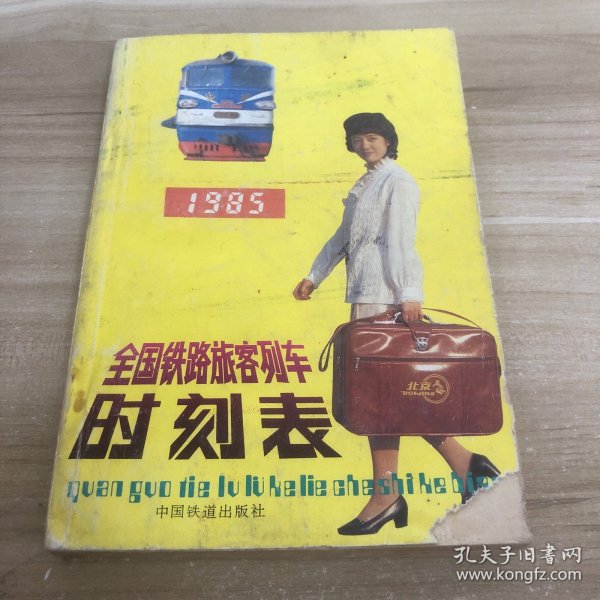 1985
全国铁路旅客列车
时刻表
北京
BEIJING
quan guo tie lu lü ke lie che shi ke bia
中国铁道出版社
孔夫子旧书网
www.kongfz.com